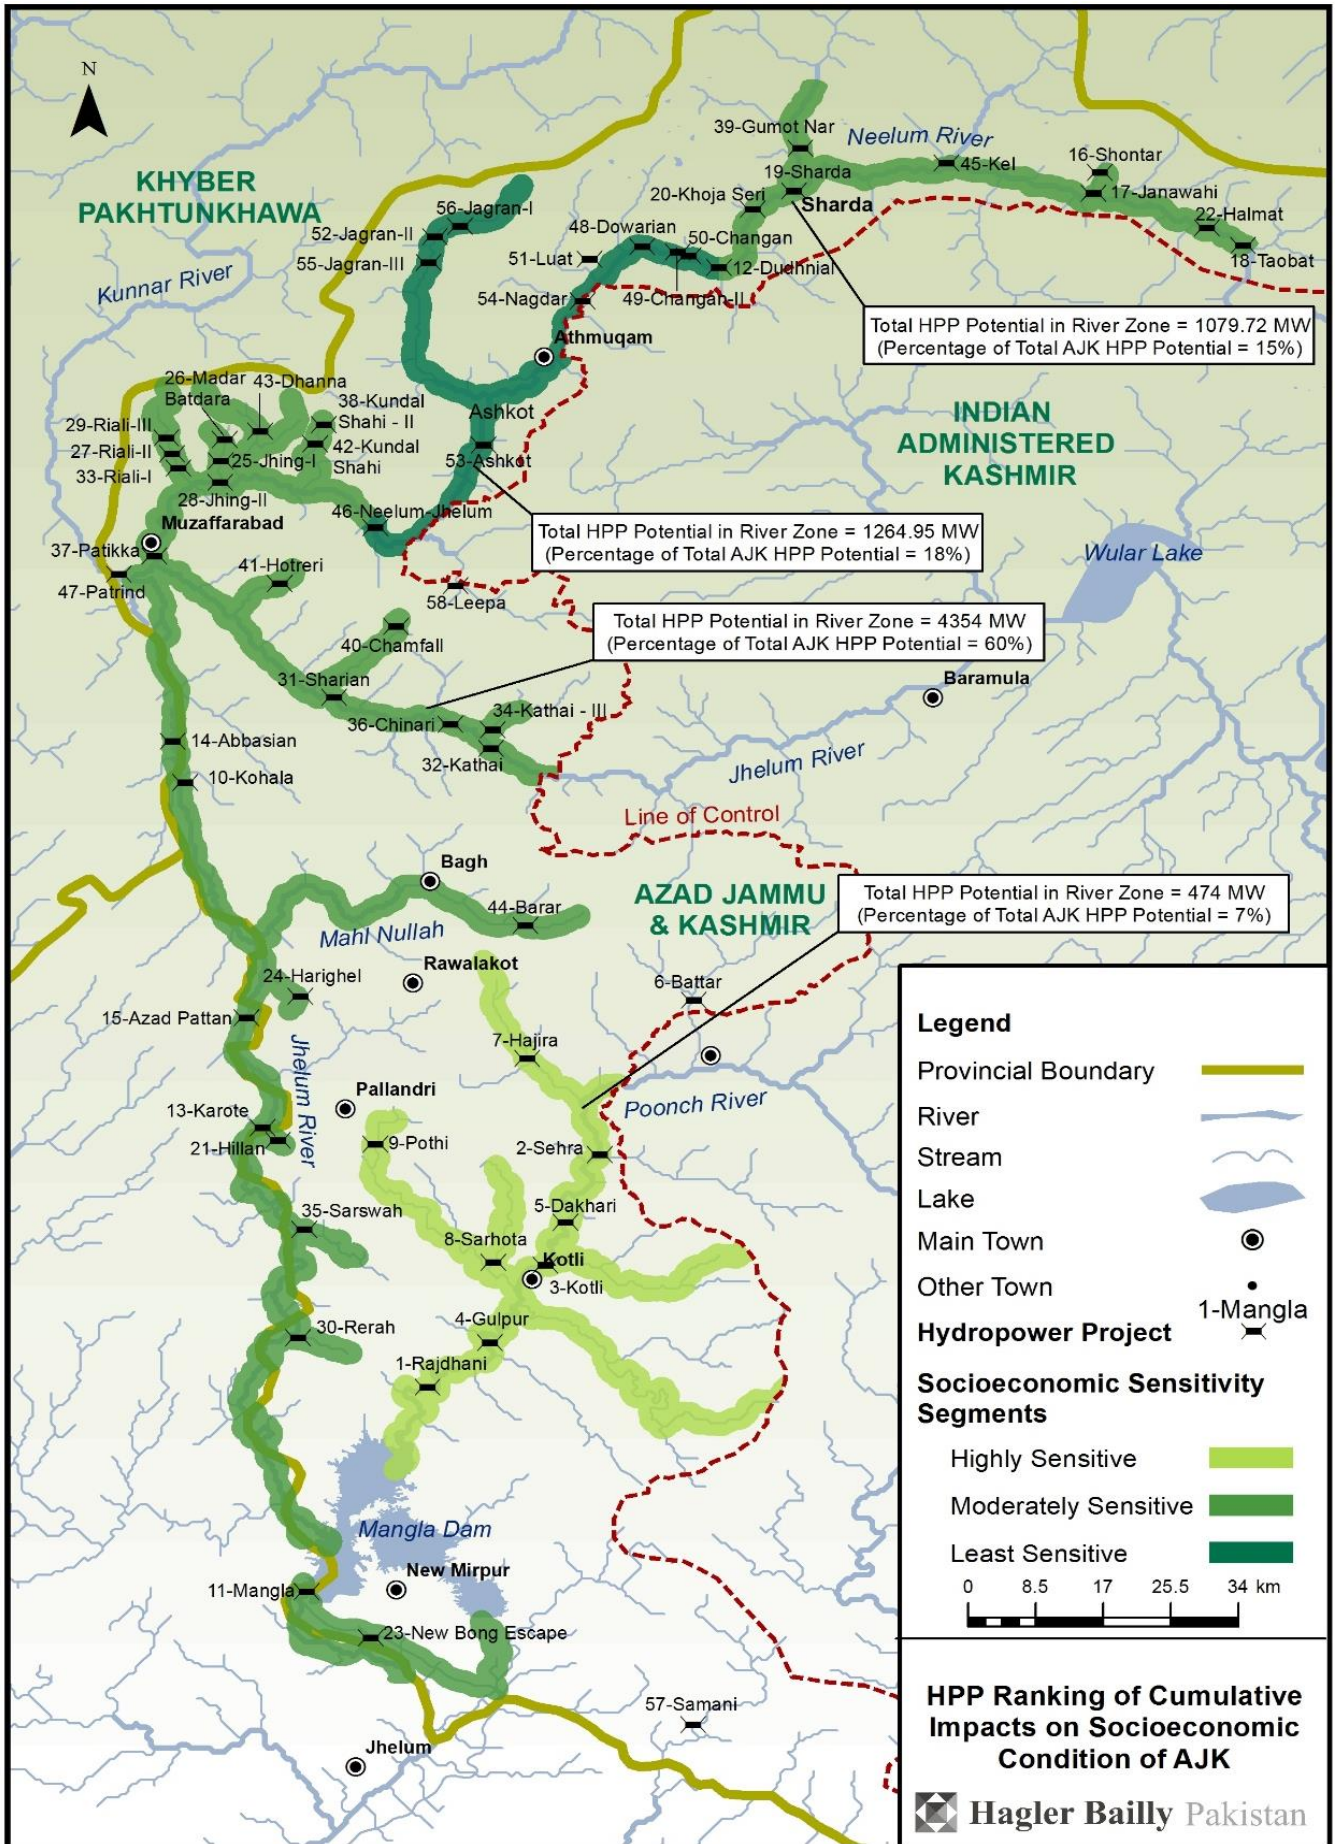 N
39-Gumot Nar
Neelum River
16-Shontar
45-Kel
KHYBER
PAKHTUNKHAWA
19-Sharda
17-Janawahi
56-Jagran-I
20-Khoja Seri
Sharda
22-Halmat
52-Jagran-II
48-Dowarian
50-Changan
55-Jagran-III
51-Luat
12-Dudhnial
18-Taobat
Kunnar River
54-Nagdar
49-Changan-II
Athmuqam
Total HPP Potential in River Zone = 1079.72 MW
(Percentage of Total AJK HPP Potential = 15%)
26-Madar
Batdara
43-Dhanna
38-Kundal
Shahi - II
Ashkot
INDIAN
ADMINISTERED
KASHMIR
29-Riali-III
27-Riali-II
42-Kundal
Shahi
25-Jhing-I
53-Ashkot
33-Riali-I
28-Jhing-II
46-Neelum-Jhelum
Muzaffarabad
Total HPP Potential in River Zone = 1264.95 MW
(Percentage of Total AJK HPP Potential = 18%)
37-Patikka
Wular Lake
41-Hotreri
47-Patrind
58-Leepa
Total HPP Potential in River Zone = 4354 MW
(Percentage of Total AJK HPP Potential = 60%)
40-Chamfall
31-Sharian
Baramula
34-Kathai - III
36-Chinari
14-Abbasian
32-Kathai
Jhelum River
10-Kohala
Line of Control
Bagh
AZAD JAMMU
& KASHMIR
Total HPP Potential in River Zone = 474 MW
(Percentage of Total AJK HPP Potential = 7%)
44-Barar
Mahl Nullah
Rawalakot
24-Harighel
6-Battar
15-Azad Pattan
7-Hajira
Jhelum River
Pallandri
Poonch River
13-Karote
21-Hillan
9-Pothi
2-Sehra
35-Sarswah
5-Dakhari
8-Sarhota
Kotli
3-Kotli
4-Gulpur
30-Rerah
1-Rajdhani
Mangla Dam
New Mirpur
11-Mangla
23-New Bong Escape
57-Samani
Jhelum
Legend
Provincial Boundary
River
Stream
Lake
Main Town
Other Town
Hydropower Project
1-Mangla
Socioeconomic Sensitivity
Segments
Highly Sensitive
Moderately Sensitive
Least Sensitive
0 8.5 17 25.5 34 km
HPP Ranking of Cumulative
Impacts on Socioeconomic
Condition of AJK
Hagler Bailly Pakistan